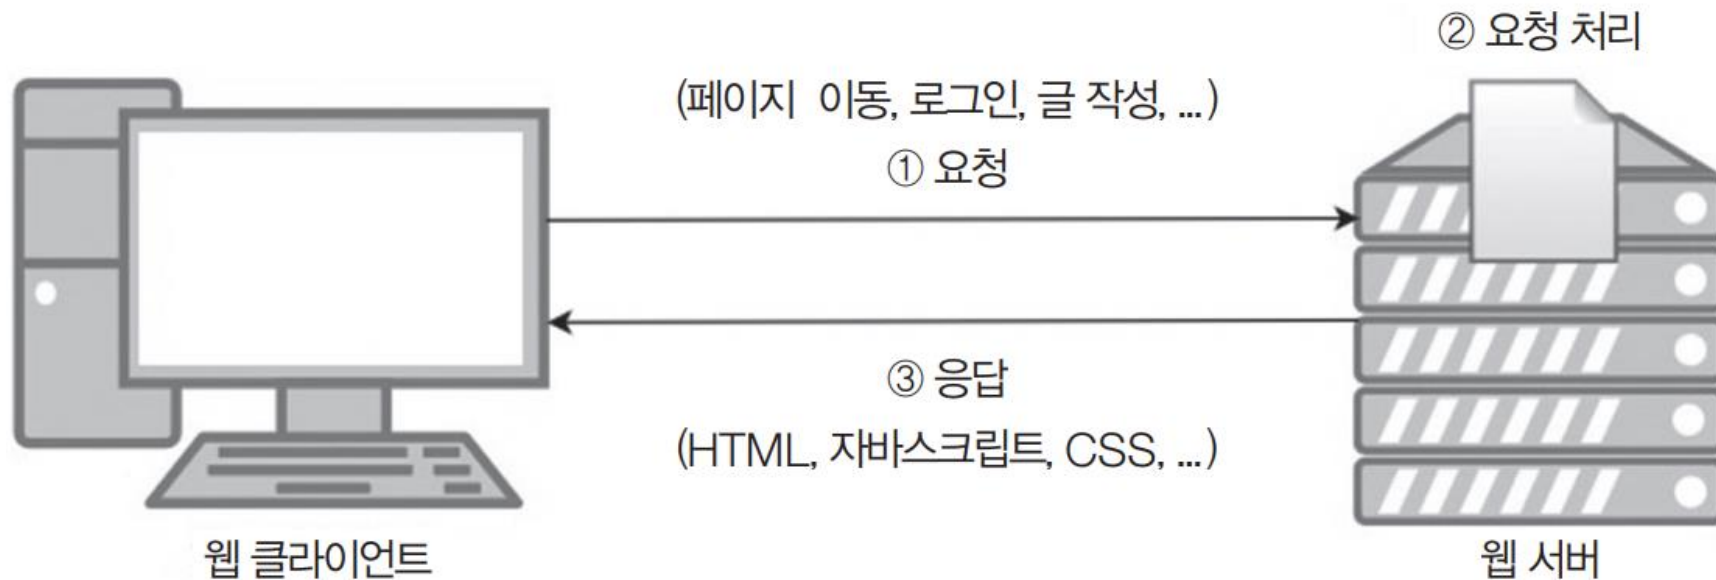 ② 요청 처리
(페이지 이동, 로그인, 글 작성, ...)
① 요청
③ 응답
(HTML, 자바스크립트, CSS, ...)
웹 클라이언트
웹 서버